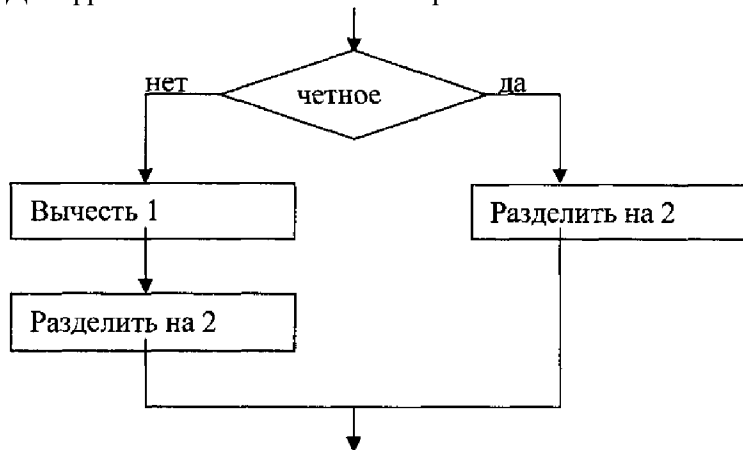 нет
четное
да
Вычесть 1
Разделить на 2
Разделить на 2